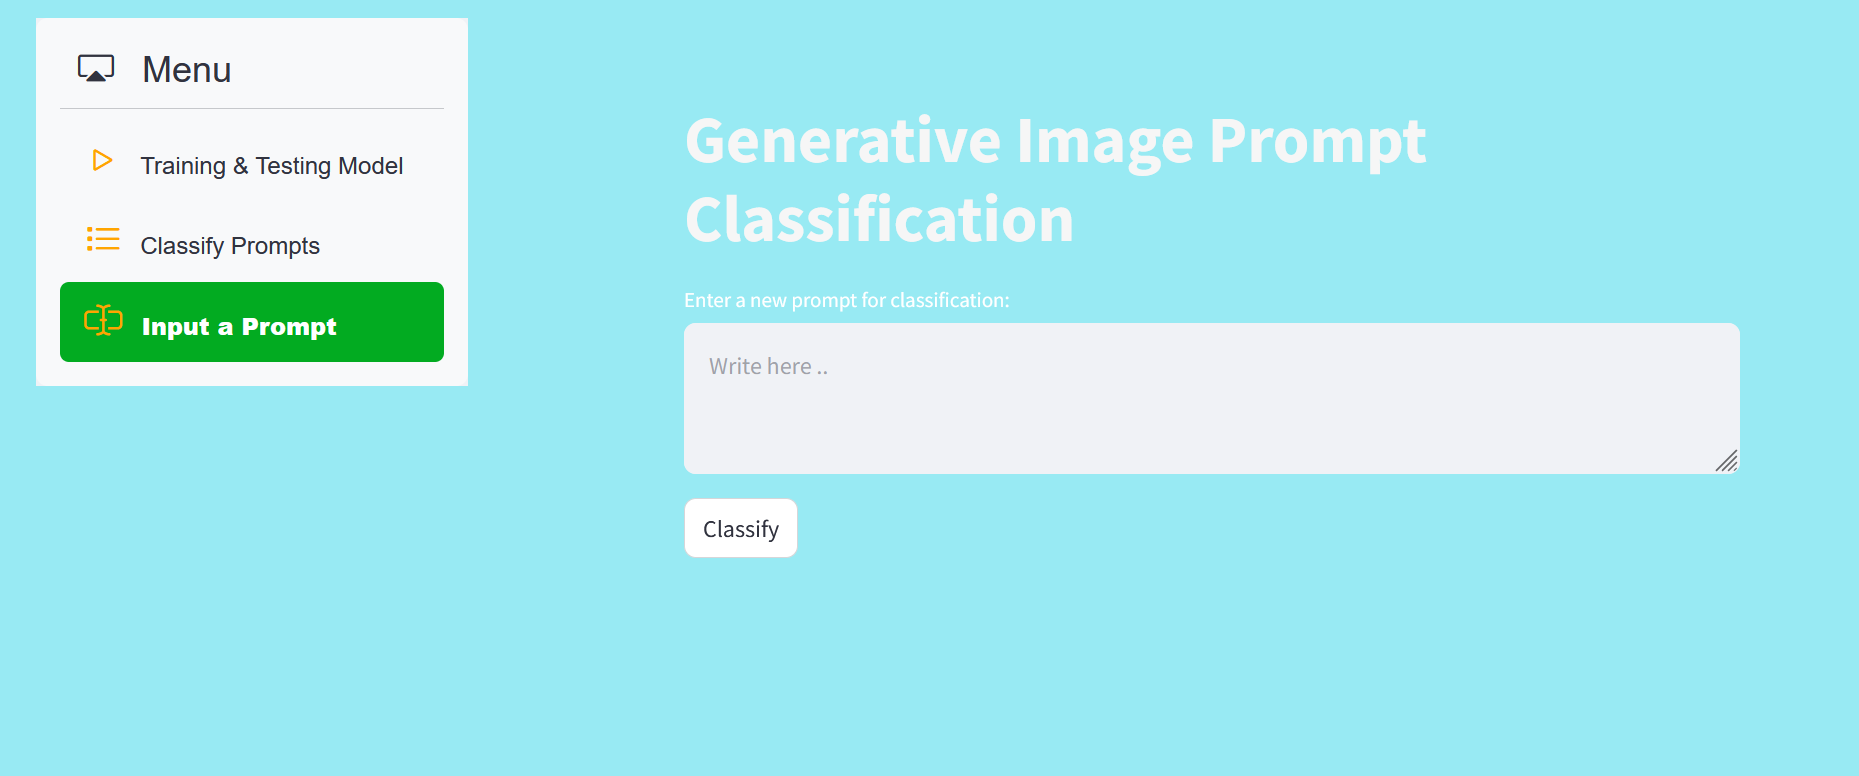 Menu
Training & Testing Model
Classify Prompts
Input a Prompt
Generative Image Prompt
Classification
Enter a new prompt for classification:
Write here ..
Classify